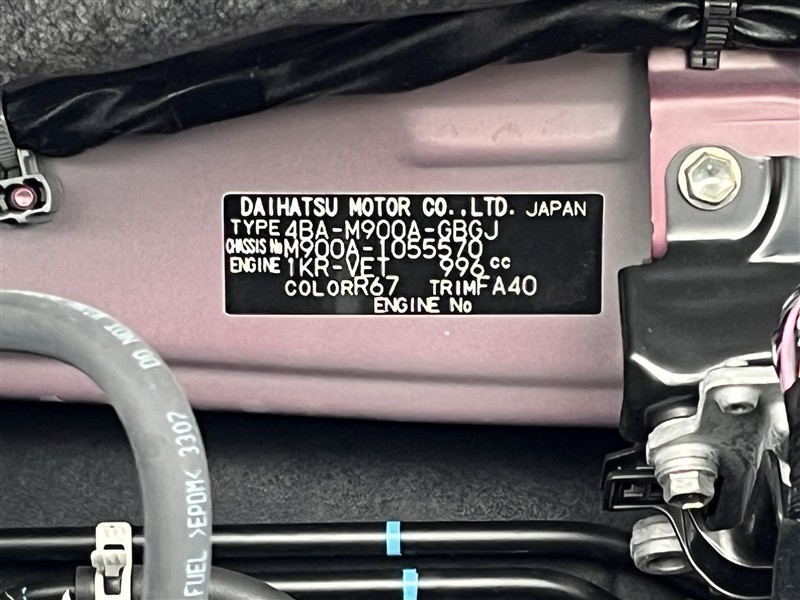 DAIHATSU MOTOR CO.,LTD. JAPAN
TYPE 4BA-M900A-GBGJ
CHASSIS No M900A-1055570
ENGINE 1KR-VET 996 cc
COLOR R67 TRIM FA40
ENGINE No
DO NOT
3307
FUEL >EPDM<